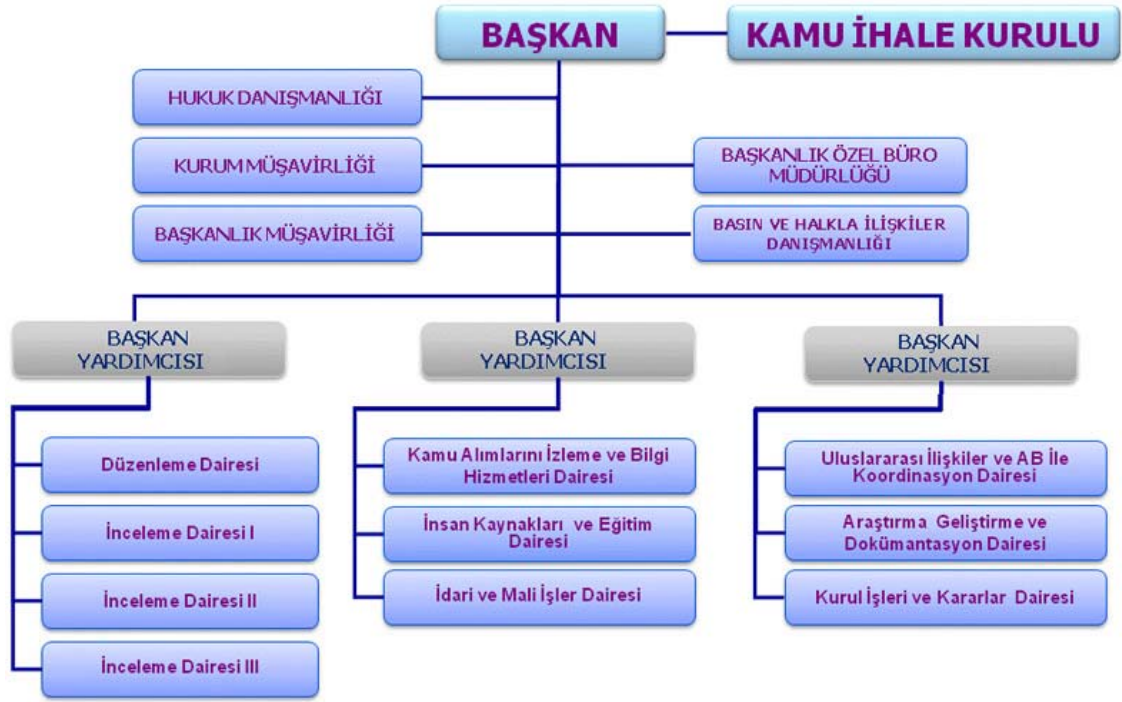 BAŞKAN
KAMU İHALE KURULU
HUKUK DANIŞMANLIĞI
KURUM MÜŞAVİRLİĞİ
BAŞKANLIK ÖZEL BÜRO
MÜDÜRLÜĞÜ
BAŞKANLIK MÜŞAVİRLİĞİ
BASIN VE HALKLA İLİŞKİLER
DANIŞMANLIĞI
BAŞKAN
YARDIMCISI
Düzenleme Dairesi
İnceleme Dairesi I
İnceleme Dairesi II
İnceleme Dairesi III
BAŞKAN
YARDIMCISI
Kamu Alımlarını İzleme ve Bilgi
Hizmetleri Dairesi
İnsan Kaynakları ve Eğitim
Dairesi
İdari ve Mali İşler Dairesi
BAŞKAN
YARDIMCISI
Uluslararası İlişkiler ve AB İle
Koordinasyon Dairesi
Araştırma Geliştirme ve
Dokümantasyon Dairesi
Kurul İşleri ve Kararlar Dairesi